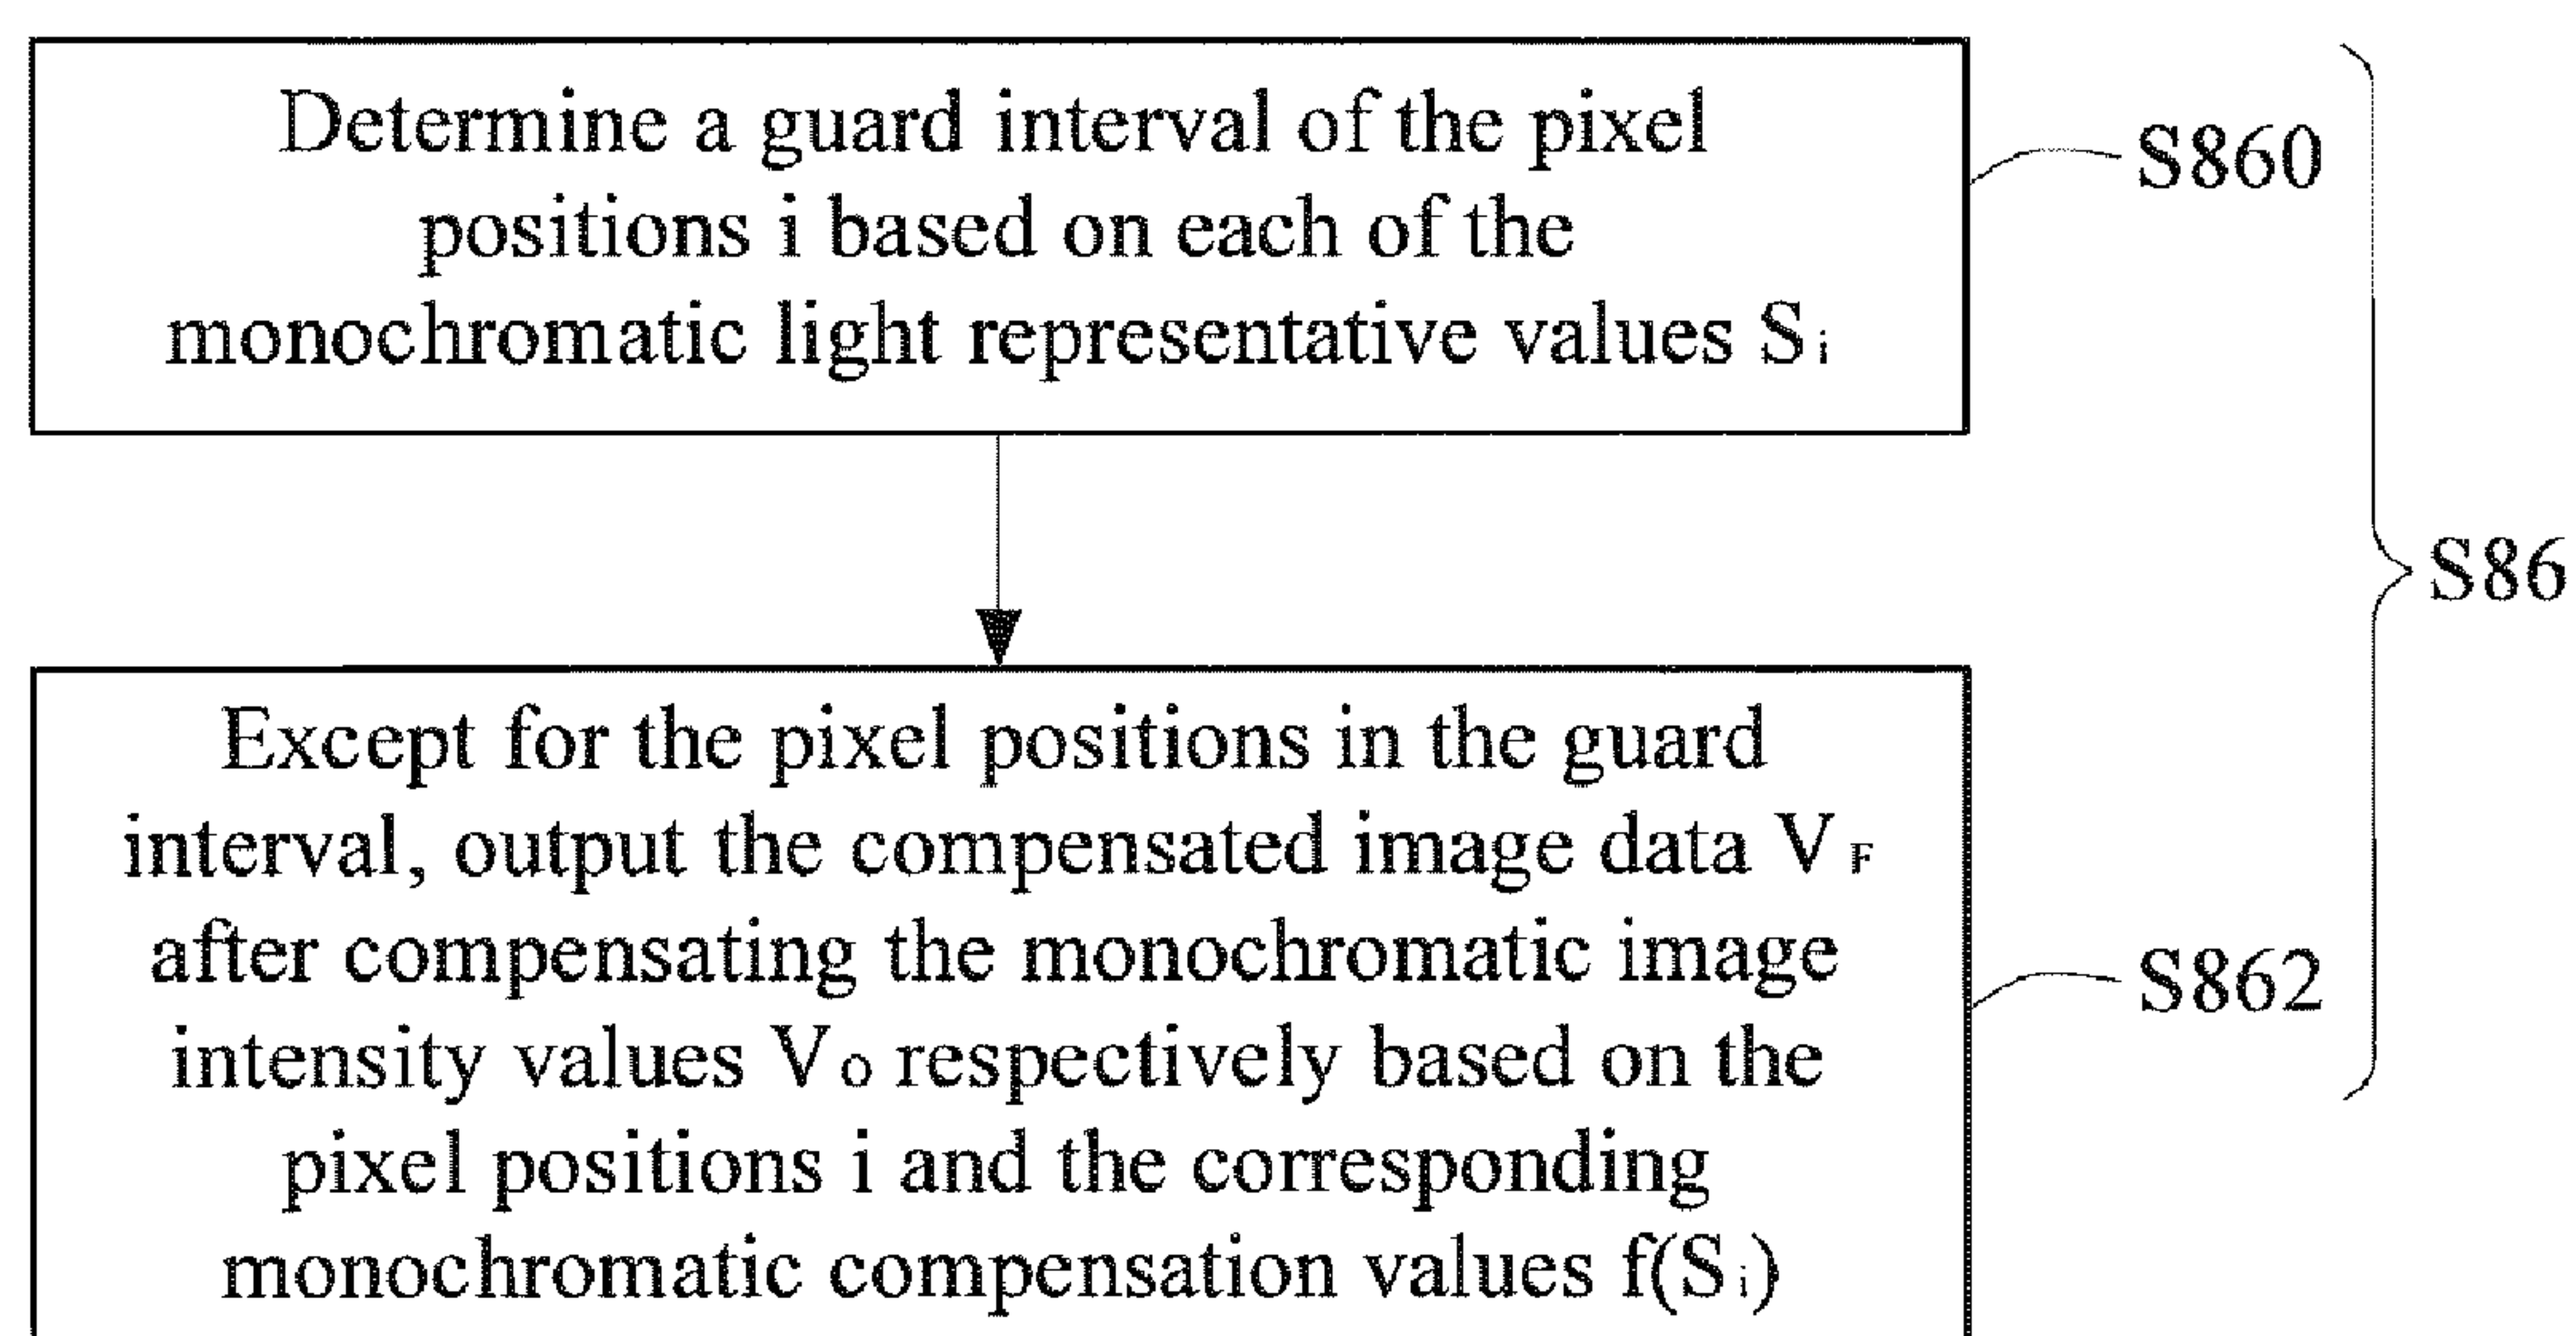 Determine a guard interval of the pixel
positions i based on each of the
monochromatic light representative values Si
S860
S86
Except for the pixel positions in the guard
interval, output the compensated image data VF
after compensating the monochromatic image
intensity values VO respectively based on the
pixel positions i and the corresponding
monochromatic compensation values f(Si)
S862